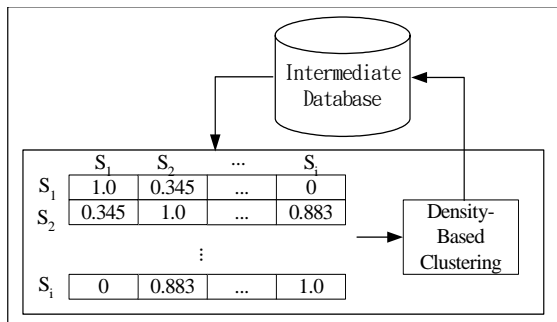 Intermediate
Database
S1 S2 ... Si
S1 1.0 0.345 ... 0
S2 0.345 1.0 ... 0.883
⋮
Si 0 0.883 ... 1.0
Density-
Based
Clustering